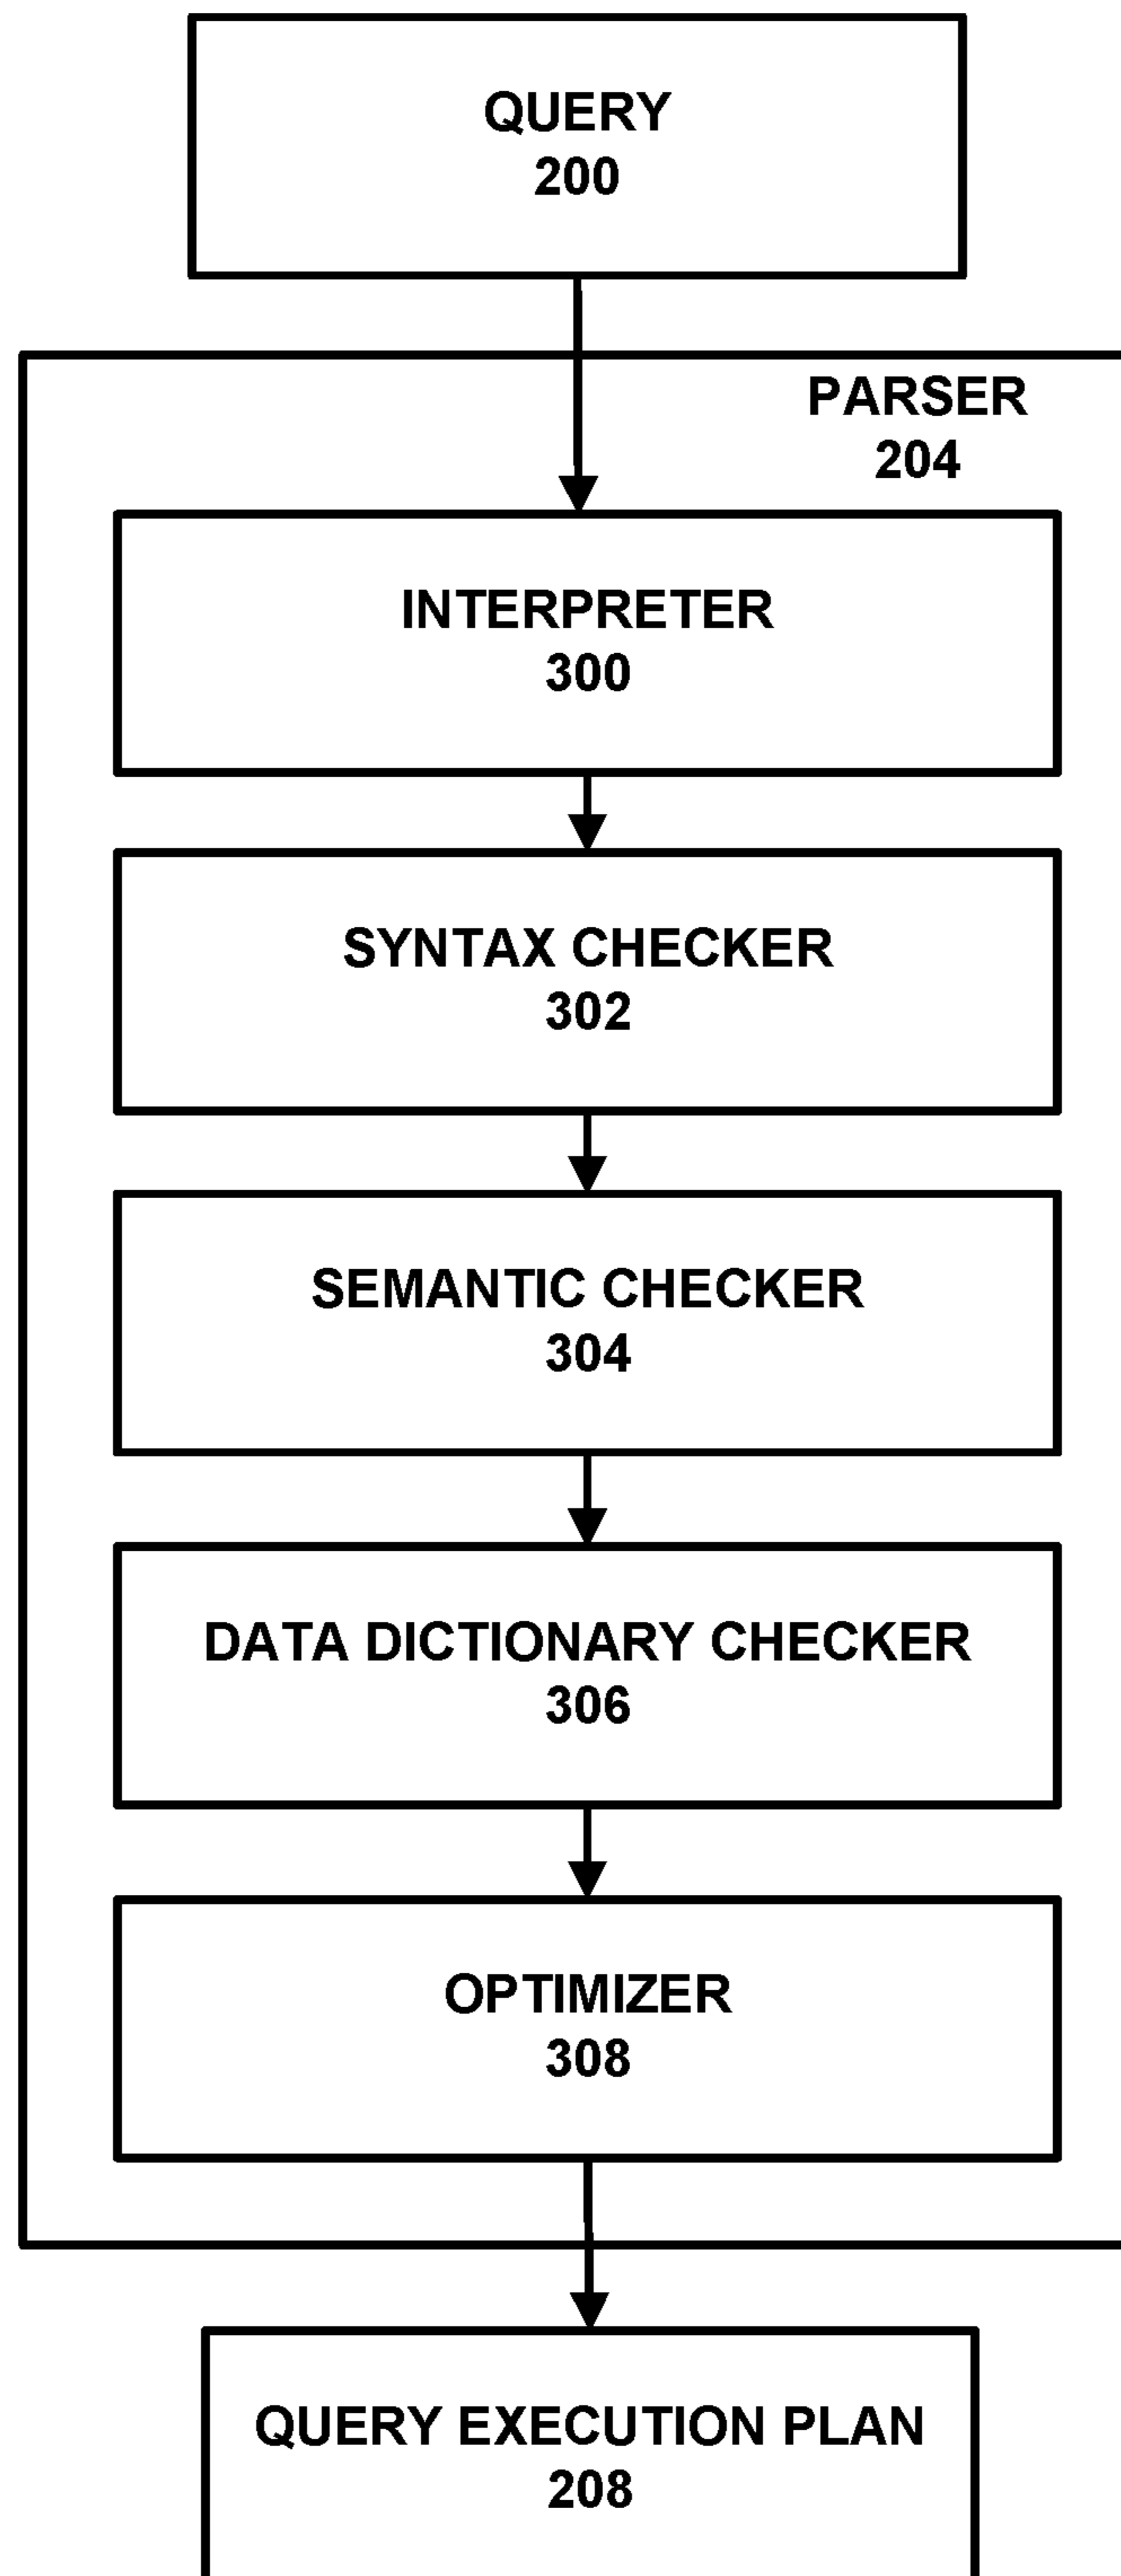 QUERY
200
PARSER
204
INTERPRETER
300
SYNTAX CHECKER
302
SEMANTIC CHECKER
304
DATA DICTIONARY CHECKER
306
OPTIMIZER
308
QUERY EXECUTION PLAN
208